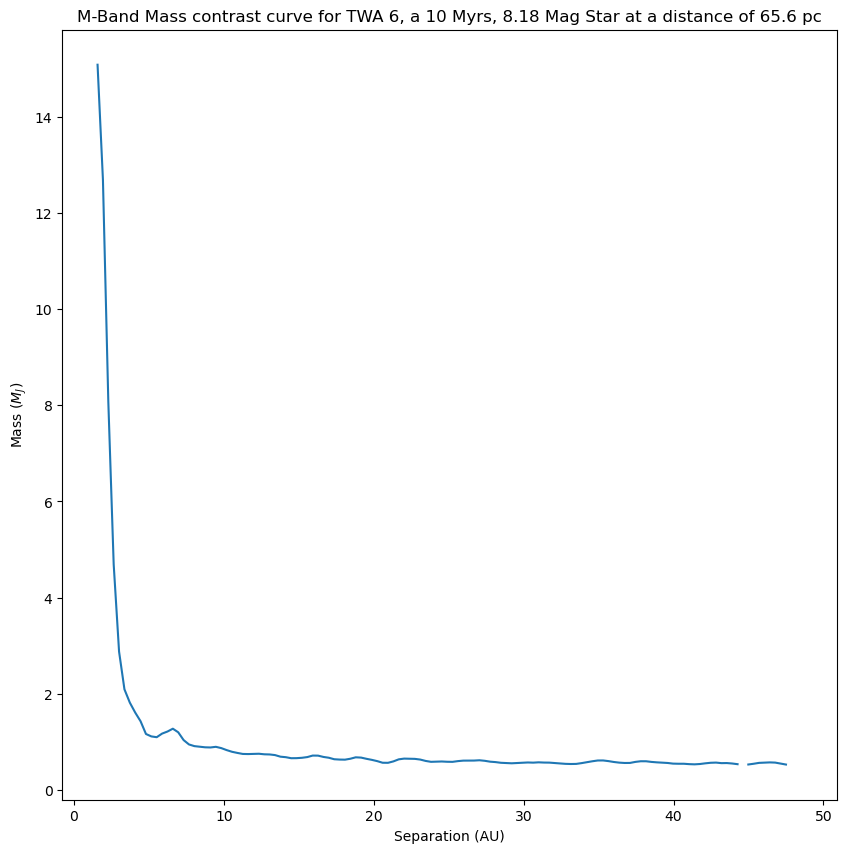 M-Band Mass contrast curve for TWA 6, a 10 Myrs, 8.18 Mag Star at a distance of 65.6 pc
14
12
10
8
6
4
2
0
Mass (M_J)
0 10 20 30 40 50
Separation (AU)